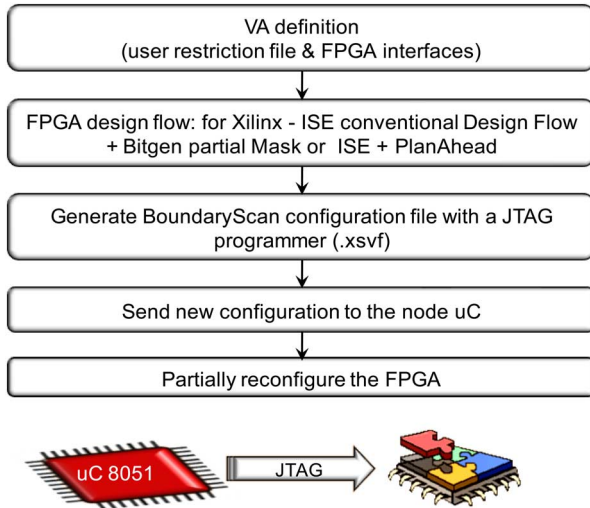 VA definition
(user restriction file & FPGA interfaces)
FPGA design flow: for Xilinx - ISE conventional Design Flow
+ Bitgen partial Mask or ISE + PlanAhead
Generate BoundaryScan configuration file with a JTAG
programmer (.xsvf)
Send new configuration to the node uC
Partially reconfigure the FPGA
uC 8051
JTAG